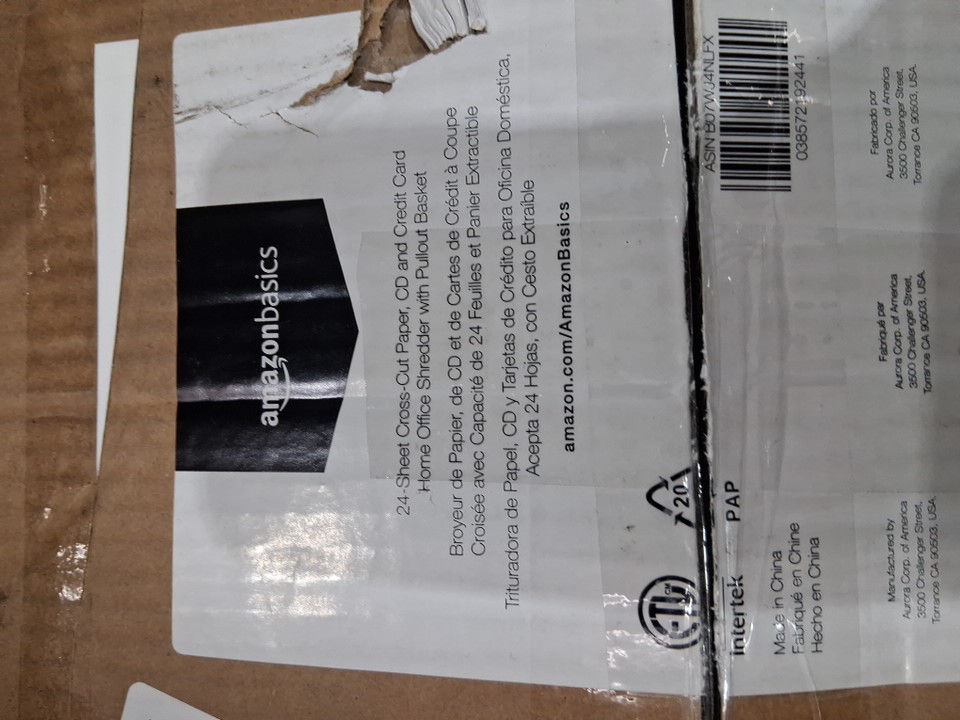 amazonbasics
24-Sheet Cross-Cut Paper, CD and Credit Card
Home Office Shredder with Pullout Basket
Broyeur de Papier, de CD et de Cartes de Crédit à Coupe
Croisée avec Capacité de 24 Feuilles et Panier Extractible
Trituradora de Papel, CD y Tarjetas de Crédito para Oficina Doméstica,
Acepta 24 Hojas, con Cesto Extraíble
amazon.com/AmazonBasics
ETL CM
Intertek
20
PAP
ASIN B07WJ4NLFX
038572192441
Made in China
Fabriqué en Chine
Hecho en China
Manufactured by
Aurora Corp. of America
3500 Challenger Street,
Torrance CA 90503, USA.
Fabriqué par
Aurora Corp. of America
3500 Challenger Street,
Torrance CA 90503, USA.
Fabricado por
Aurora Corp. of America
3500 Challenger Street,
Torrance CA 90503, USA.